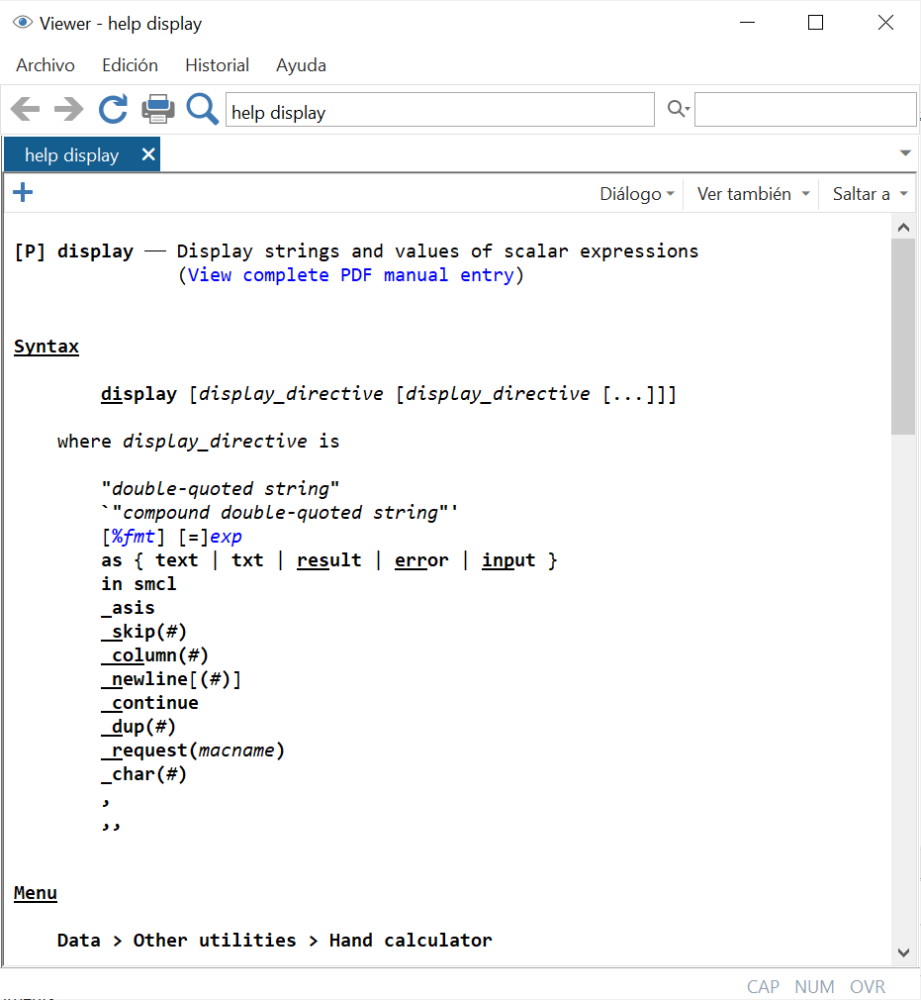 Viewer - help display
Archivo Edición Historial Ayuda
help display
help display
Diálogo Ver también Saltar a
[P] display — Display strings and values of scalar expressions
(View complete PDF manual entry)
Syntax
display [display_directive [display_directive [...]]]
where display_directive is
"double-quoted string"
`"compound double-quoted string"'
[%fmt] [=]exp
as { text | txt | result | error | input }
in smcl
_asis
_skip(#)
_column(#)
_newline[(#)]
_continue
_dup(#)
_request(macname)
_char(#)
,
,,
Menu
Data > Other utilities > Hand calculator
CAP NUM OVR